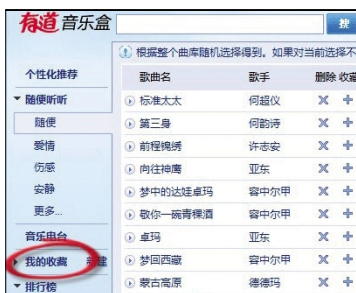 有道 音乐盒 搜
根据整个曲库随机选择得到。如果对当前选择不
个性化推荐 歌曲名 歌手 删除 收藏
随便听听 标准太太 何超仪
随便 第三身 何韵诗
爱情 前程锦绣 许志安
伤感 向往神鹰 亚东
安静 梦中的达娃卓玛 容中尔甲
更多... 敬你一碗青稞酒 容中尔甲
音乐电台 卓玛 亚东
我的收藏 新建 梦回西藏 容中尔甲
排行榜 蒙古高原 德德玛